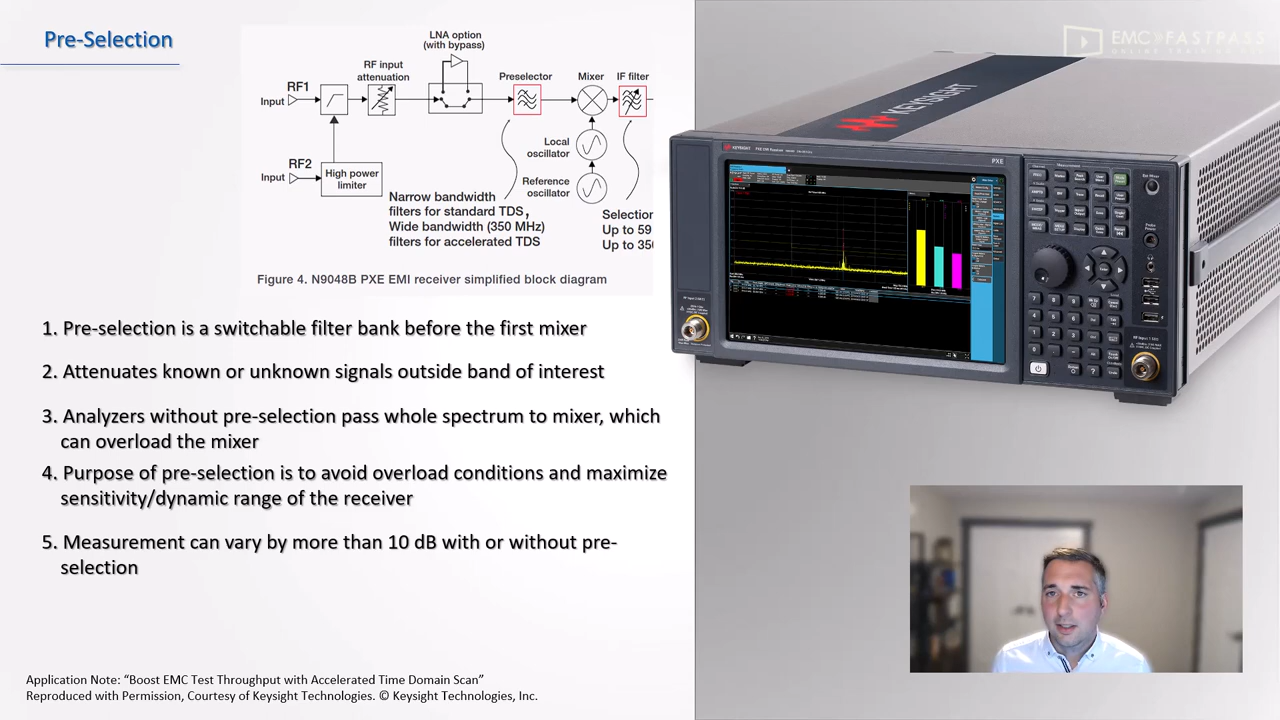 Pre-Selection
EMC FASTPASS
ONLINE TRAINING
LNA option
(with bypass)
RF input
attenuation
Preselector
Mixer
IF filter
RF1
Input
Local
oscillator
RF2
Input
High power
limiter
Reference
oscillator
Narrow bandwidth
filters for standard TDS,
Wide bandwidth (350 MHz)
filters for accelerated TDS
Selection
Up to 59
Up to 350
Figure 4. N9048B PXE EMI receiver simplified block diagram
KEYSIGHT
KEYSIGHT
PXE
1. Pre-selection is a switchable filter bank before the first mixer
2. Attenuates known or unknown signals outside band of interest
3. Analyzers without pre-selection pass whole spectrum to mixer, which
can overload the mixer
4. Purpose of pre-selection is to avoid overload conditions and maximize
sensitivity/dynamic range of the receiver
5. Measurement can vary by more than 10 dB with or without pre-
selection
Application Note: “Boost EMC Test Throughput with Accelerated Time Domain Scan”
Reproduced with Permission, Courtesy of Keysight Technologies. © Keysight Technologies, Inc.